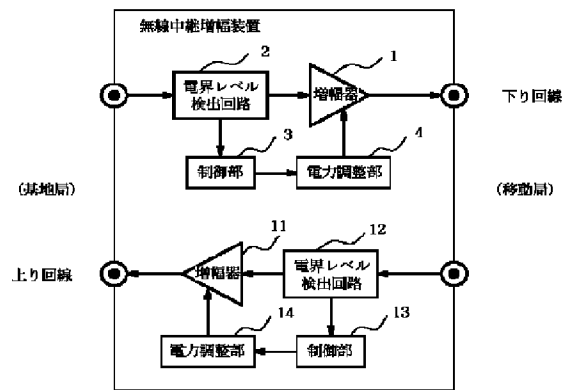 無線中継増幅装置
2
1
電界レベル
検出回路
増幅器
下り回線
3
4
制御部
電力調整部
(基地局)
(移動局)
11
12
上り回線
増幅器
電界レベル
検出回路
14
13
電力調整部
制御部